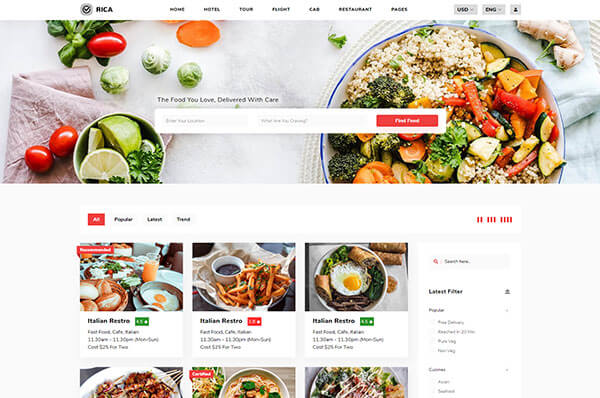 RICA
HOME HOTEL TOUR FLIGHT CAB RESTAURANT PAGES
USD ENG
The Food You Love, Delivered With Care
Enter Your Location
What Are You Craving?
Find Food
All Popular Latest Trend
Recommended
Italian Restro
Fast Food, Cafe, Italian
11.30am - 11.30pm (Mon-Sun)
Cost $25 For Two
Italian Restro
Fast Food, Cafe, Italian
11.30am - 11.30pm (Mon-Sun)
Cost $25 For Two
Italian Restro 4.5
Fast Food, Cafe, Italian
11.30am - 11.30pm (Mon-Sun)
Cost $25 For Two
Certified
Search here..
Latest Filter
Popular
Free Delivery
Reached In 20 Min
Pure Veg
Non Veg
Cuisines
Asian
Seafood